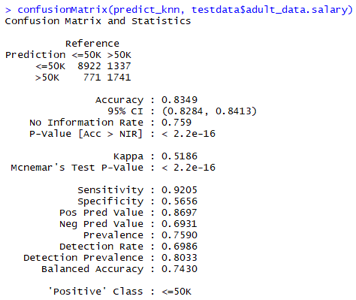 > confusionMatrix(predict_knn, testdata$adult_data.salary)
Confusion Matrix and Statistics
Reference
Prediction <=50K >50K
<=50K 8922 1337
>50K 771 1741
Accuracy : 0.8349
95% CI : (0.8284, 0.8413)
No Information Rate : 0.759
P-Value [Acc > NIR] : < 2.2e-16
Kappa : 0.5186
Mcnemar's Test P-Value : < 2.2e-16
Sensitivity : 0.9205
Specificity : 0.5656
Pos Pred Value : 0.8697
Neg Pred Value : 0.6931
Prevalence : 0.7590
Detection Rate : 0.6986
Detection Prevalence : 0.8033
Balanced Accuracy : 0.7430
'Positive' Class : <=50K